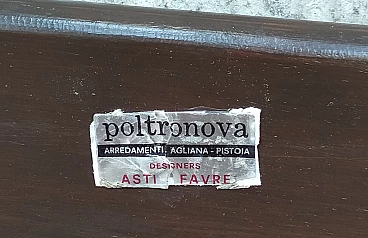 poltronova
ARREDAMENTI. AGLIANA - PISTOIA
DESIGNERS
ASTI FAVRE